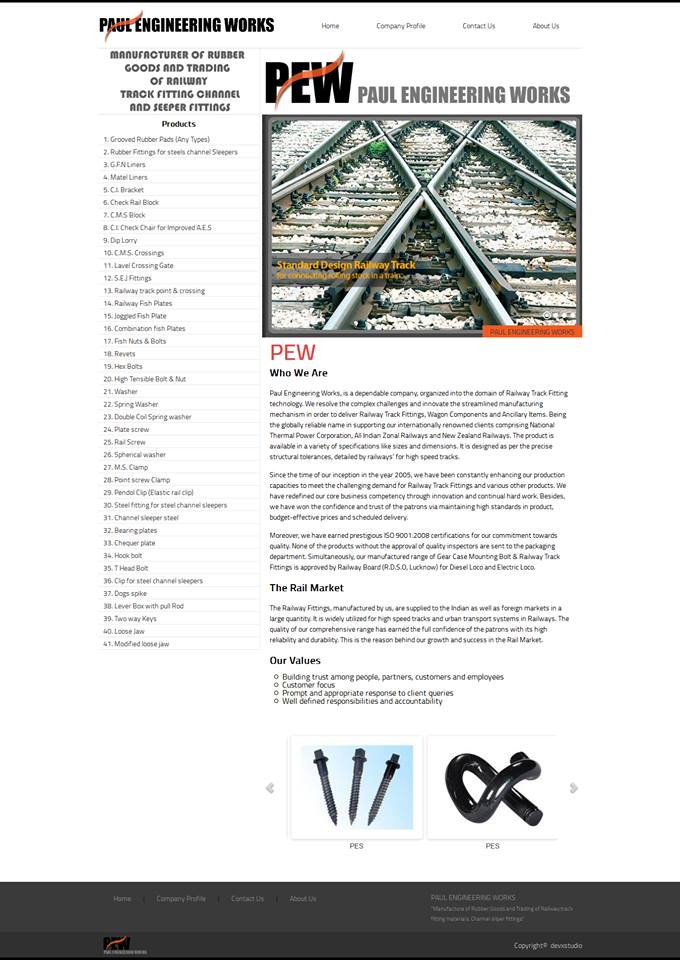 PAUL ENGINEERING WORKS
Home
Company Profile
Contact Us
About Us
MANUFACTURER OF RUBBER
GOODS AND TRADING
OF RAILWAY
TRACK FITTING CHANNEL
AND SEEPER FITTINGS
Products
1. Grooved Rubber Pads (Any Types)
2. Rubber Fittings for steels channel Sleepers
3. G.F.N Liners
4. Matel Liners
5. C.I. Bracket
6. Check Rail Block
7. C.M.S Block
8. C.I. Check Chair for Improved A.E.S
9. Dip Lorry
10. C.M.S. Crossings
11. Lavel Crossing Gate
12. S.E.J Fittings
13. Railway track point & crossing
14. Railway Fish Plates
15. Joggled Fish Plate
16. Combination fish Plates
17. Fish Nuts & Bolts
18. Revets
19. Hex Bolts
20. High Tensible Bolt & Nut
21. Washer
22. Spring Washer
23. Double Coil Spring washer
24. Plate screw
25. Rail Screw
26. Spherical washer
27. M.S. Clamp
28. Point screw Clamp
29. Pendol Clip (Elastic rail clip)
30. Steel fitting for steel channel sleepers
31. Channel sleeper steel
32. Bearing plates
33. Chequer plate
34. Hook bolt
35. T Head Bolt
36. Clip for steel channel sleepers
37. Dogs spike
38. Lever Box with pull Rod
39. Two way Keys
40. Loose Jaw
41. Modified loose jaw
PEW PAUL ENGINEERING WORKS
Standard Design Railway Track
for connecting rolling stock in a train.
PAUL ENGINEERING WORKS
PEW
Who We Are
Paul Engineering Works, is a dependable company, organized into the domain of Railway Track Fitting
technology. We resolve the complex challenges and innovate the streamlined manufacturing
mechanism in order to deliver Railway Track Fittings, Wagon Components and Ancillary Items. Being
the globally reliable name in supporting our internationally renowned clients comprising National
Thermal Power Corporation, All Indian Zonal Railways and New Zealand Railways. The product is
available in a variety of specifications like sizes and dimensions. It is designed as per the precise
structural tolerances, detailed by railways' for high speed tracks.
Since the time of our inception in the year 2005, we have been constantly enhancing our production
capacities to meet the challenging demand for Railway Track Fittings and various other products. We
have redefined our core business competency through innovation and continual hard work. Besides,
we have won the confidence and trust of the patrons via maintaining high standards in product,
budget-effective prices and scheduled delivery.
Moreover, we have earned prestigious ISO 9001:2008 certifications for our commitment towards
quality. None of the products without the approval of quality inspectors are sent to the packaging
department. Simultaneously, our manufactured range of Gear Case Mounting Bolt & Railway Track
Fittings is approved by Railway Board (R.D.S.O, Lucknow) for Diesel Loco and Electric Loco.
The Rail Market
The Railway Fittings, manufactured by us, are supplied to the Indian as well as foreign markets in a
large quantity. It is widely utilized for high speed tracks and urban transport systems in Railways. The
quality of our comprehensive range has earned the full confidence of the patrons with its high
reliability and durability. This is the reason behind our growth and success in the Rail Market.
Our Values
Building trust among people, partners, customers and employees
Customer focus
Prompt and appropriate response to client queries
Well defined responsibilities and accountability
PES
PES
Home | Company Profile | Contact Us | About Us
PAUL ENGINEERING WORKS
"Manufacture of Rubber Goods and Trading of Railway track
fitting materials. Channel sliper fittings"
PEW PAUL ENGINEERING WORKS
Copyright© devxstudio